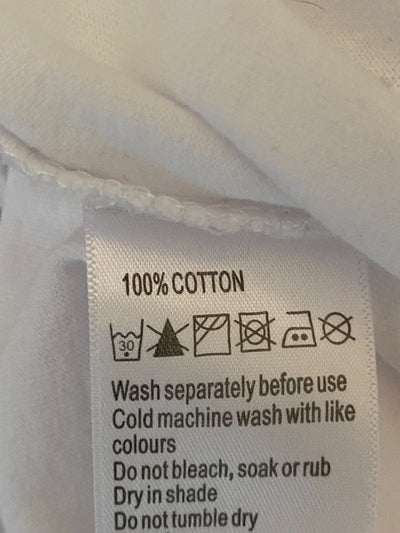 100% COTTON
30
Wash separately before use
Cold machine wash with like
colours
Do not bleach, soak or rub
Dry in shade
Do not tumble dry